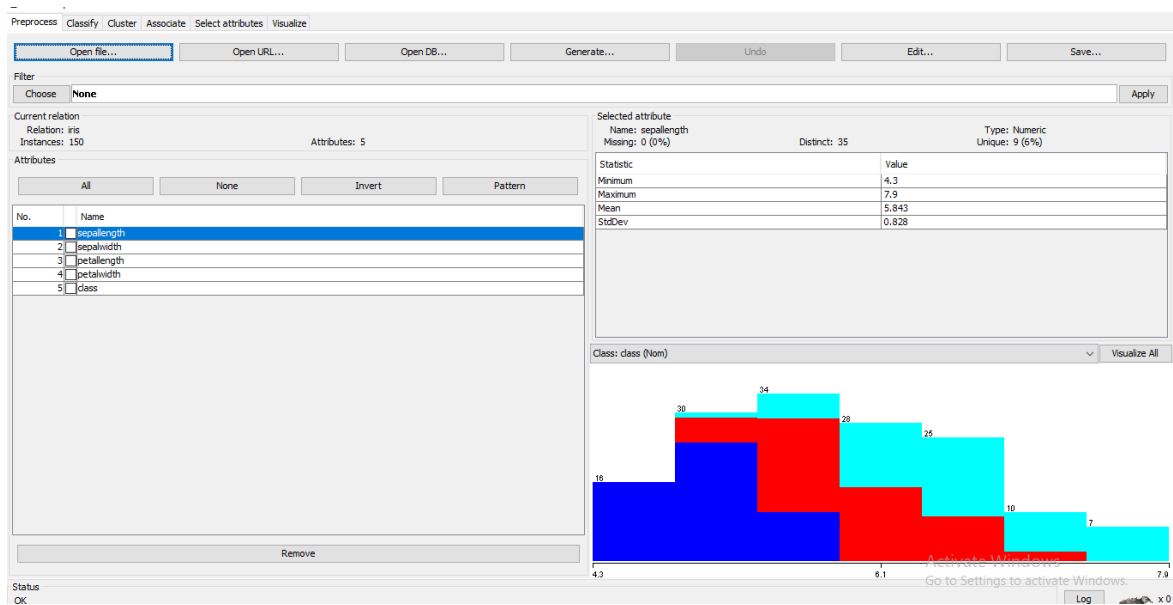 Preprocess Classify Cluster Associate Select attributes Visualize
Open file... Open URL... Open DB... Generate... Undo Edit... Save...
Filter
Choose None Apply
Current relation
Relation: iris
Instances: 150 Attributes: 5
Attributes
All None Invert Pattern
No. Name
1 sepallength
2 sepalwidth
3 petallength
4 petalwidth
5 class
Remove
Selected attribute
Name: sepallength Type: Numeric
Missing: 0 (0%) Distinct: 35 Unique: 9 (6%)
Statistic Value
Minimum 4.3
Maximum 7.9
Mean 5.843
StdDev 0.828
Class: class (Nom) Visualize All
34
30
28
25
16
10
7
4.3 6.1 7.9
Activate Windows
Go to Settings to activate Windows.
Status
OK Log x 0